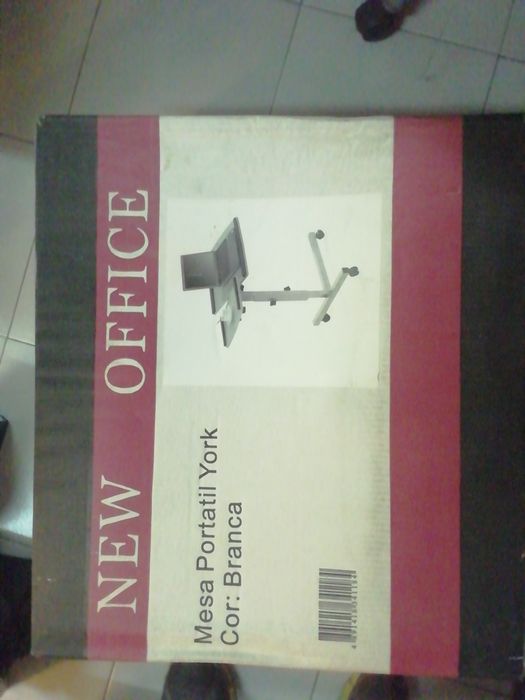 NEW OFFICE
Mesa Portatil York
Cor: Branca